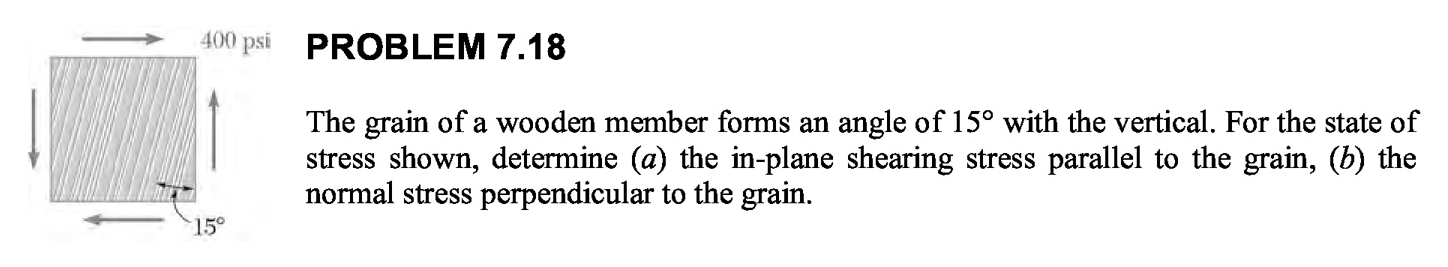 400 psi
PROBLEM 7.18
The grain of a wooden member forms an angle of 15° with the vertical. For the state of
stress shown, determine (a) the in-plane shearing stress parallel to the grain, (b) the
normal stress perpendicular to the grain.
15°